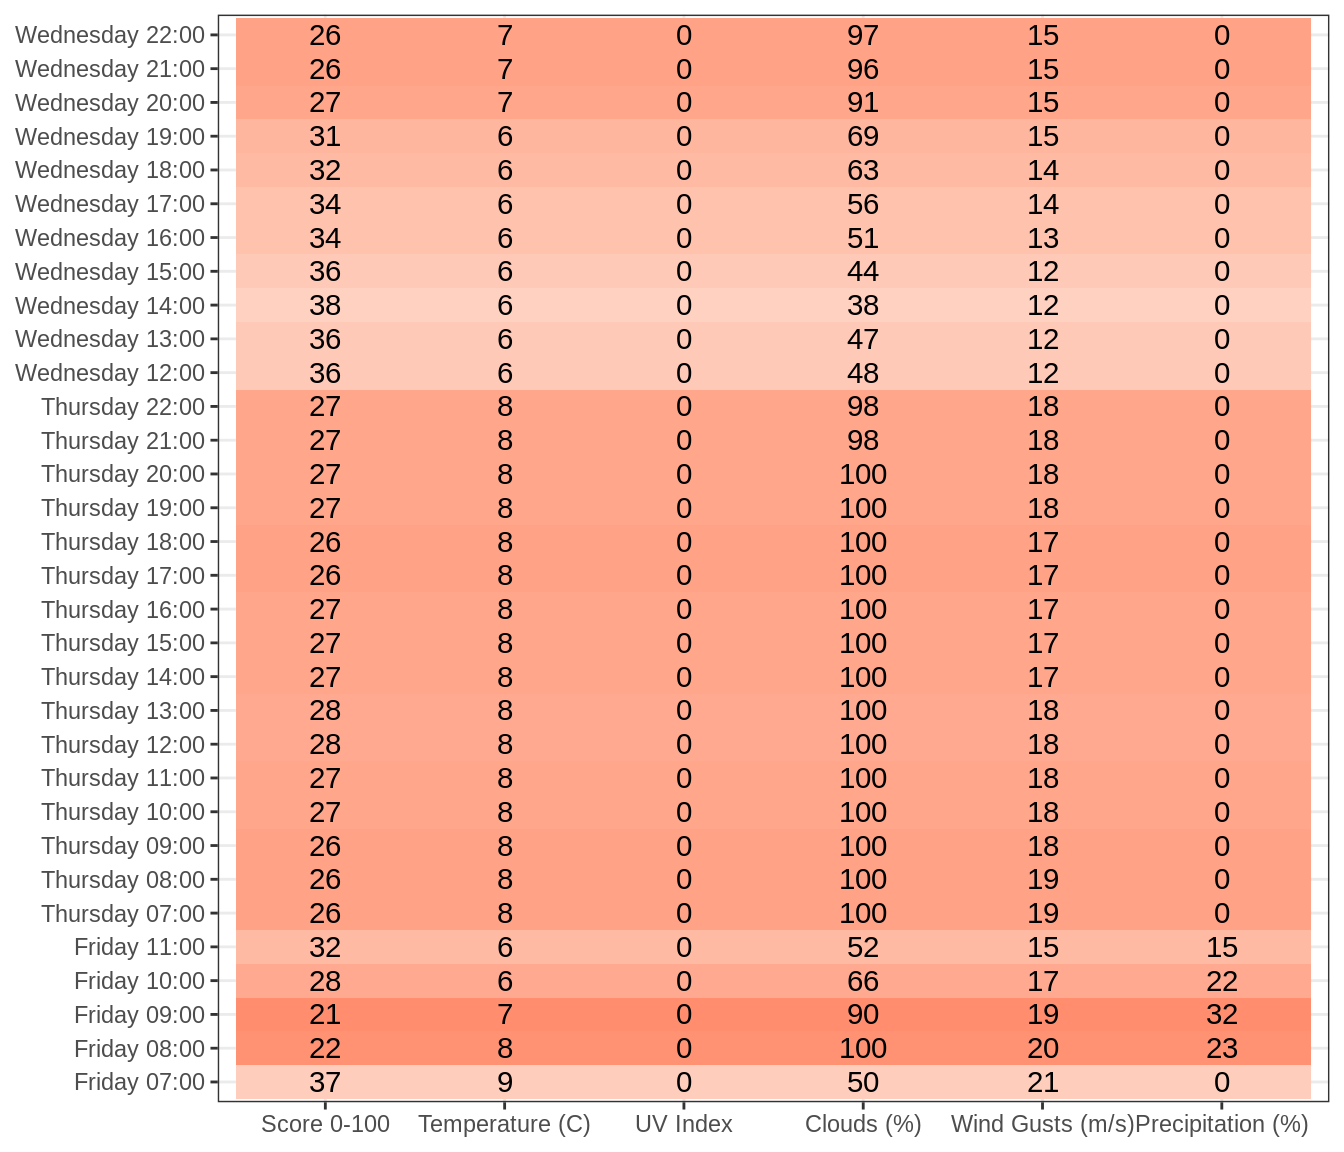 Wednesday 22:00 26 7 0 97 15 0
Wednesday 21:00 26 7 0 96 15 0
Wednesday 20:00 27 7 0 91 15 0
Wednesday 19:00 31 6 0 69 15 0
Wednesday 18:00 32 6 0 63 14 0
Wednesday 17:00 34 6 0 56 14 0
Wednesday 16:00 34 6 0 51 13 0
Wednesday 15:00 36 6 0 44 12 0
Wednesday 14:00 38 6 0 38 12 0
Wednesday 13:00 36 6 0 47 12 0
Wednesday 12:00 36 6 0 48 12 0
Thursday 22:00 27 8 0 98 18 0
Thursday 21:00 27 8 0 98 18 0
Thursday 20:00 27 8 0 100 18 0
Thursday 19:00 27 8 0 100 18 0
Thursday 18:00 26 8 0 100 17 0
Thursday 17:00 26 8 0 100 17 0
Thursday 16:00 27 8 0 100 17 0
Thursday 15:00 27 8 0 100 17 0
Thursday 14:00 27 8 0 100 17 0
Thursday 13:00 28 8 0 100 18 0
Thursday 12:00 28 8 0 100 18 0
Thursday 11:00 27 8 0 100 18 0
Thursday 10:00 27 8 0 100 18 0
Thursday 09:00 26 8 0 100 18 0
Thursday 08:00 26 8 0 100 19 0
Thursday 07:00 26 8 0 100 19 0
Friday 11:00 32 6 0 52 15 15
Friday 10:00 28 6 0 66 17 22
Friday 09:00 21 7 0 90 19 32
Friday 08:00 22 8 0 100 20 23
Friday 07:00 37 9 0 50 21 0
Score 0-100 Temperature (C) UV Index Clouds (%) Wind Gusts (m/s) Precipitation (%)